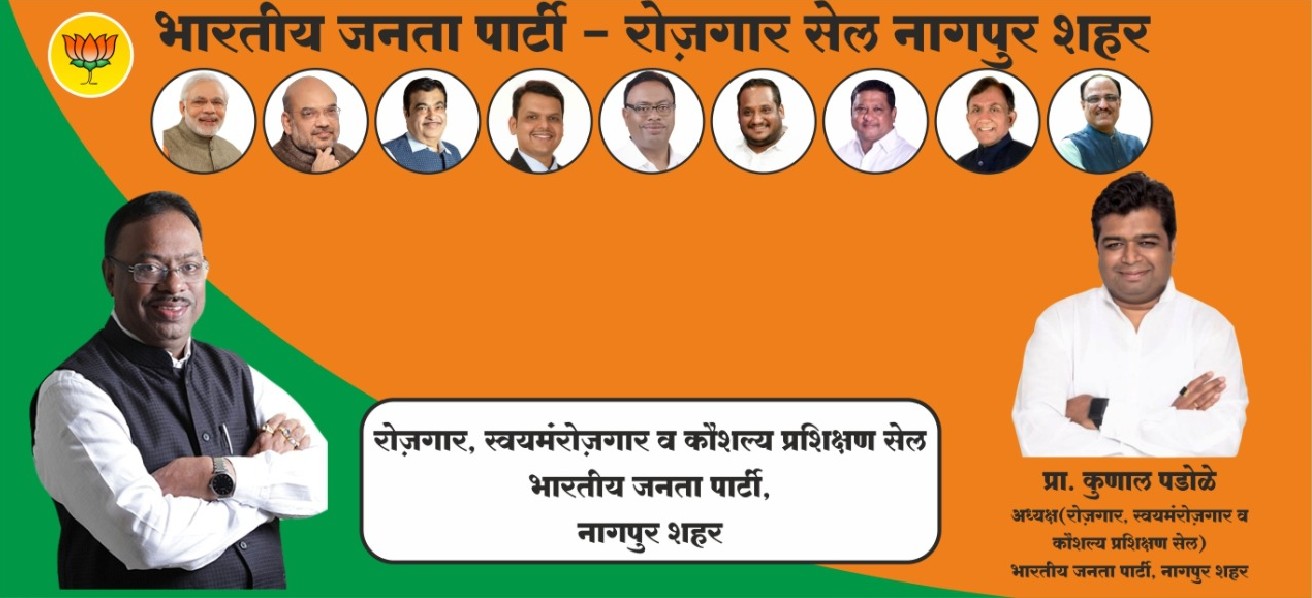 भारतीय जनता पार्टी – रोज़गार सेल नागपुर शहर
रोज़गार, स्वयमंरोज़गार व कौशल्य प्रशिक्षण सेल
भारतीय जनता पार्टी,
नागपुर शहर
प्रा. कुणाल पडोळे
अध्यक्ष(रोज़गार, स्वयमंरोज़गार व
कौशल्य प्रशिक्षण सेल)
भारतीय जनता पार्टी, नागपुर शहर